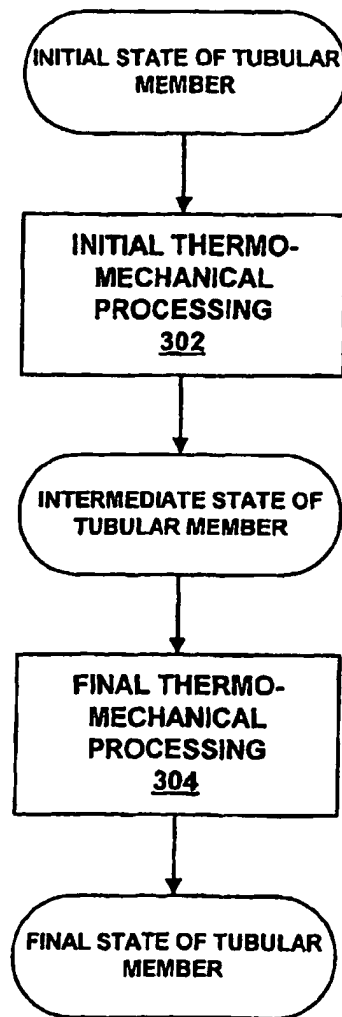 INITIAL STATE OF TUBULAR
MEMBER
INITIAL THERMO-
MECHANICAL
PROCESSING
302
INTERMEDIATE STATE OF
TUBULAR MEMBER
FINAL THERMO-
MECHANICAL
PROCESSING
304
FINAL STATE OF TUBULAR
MEMBER